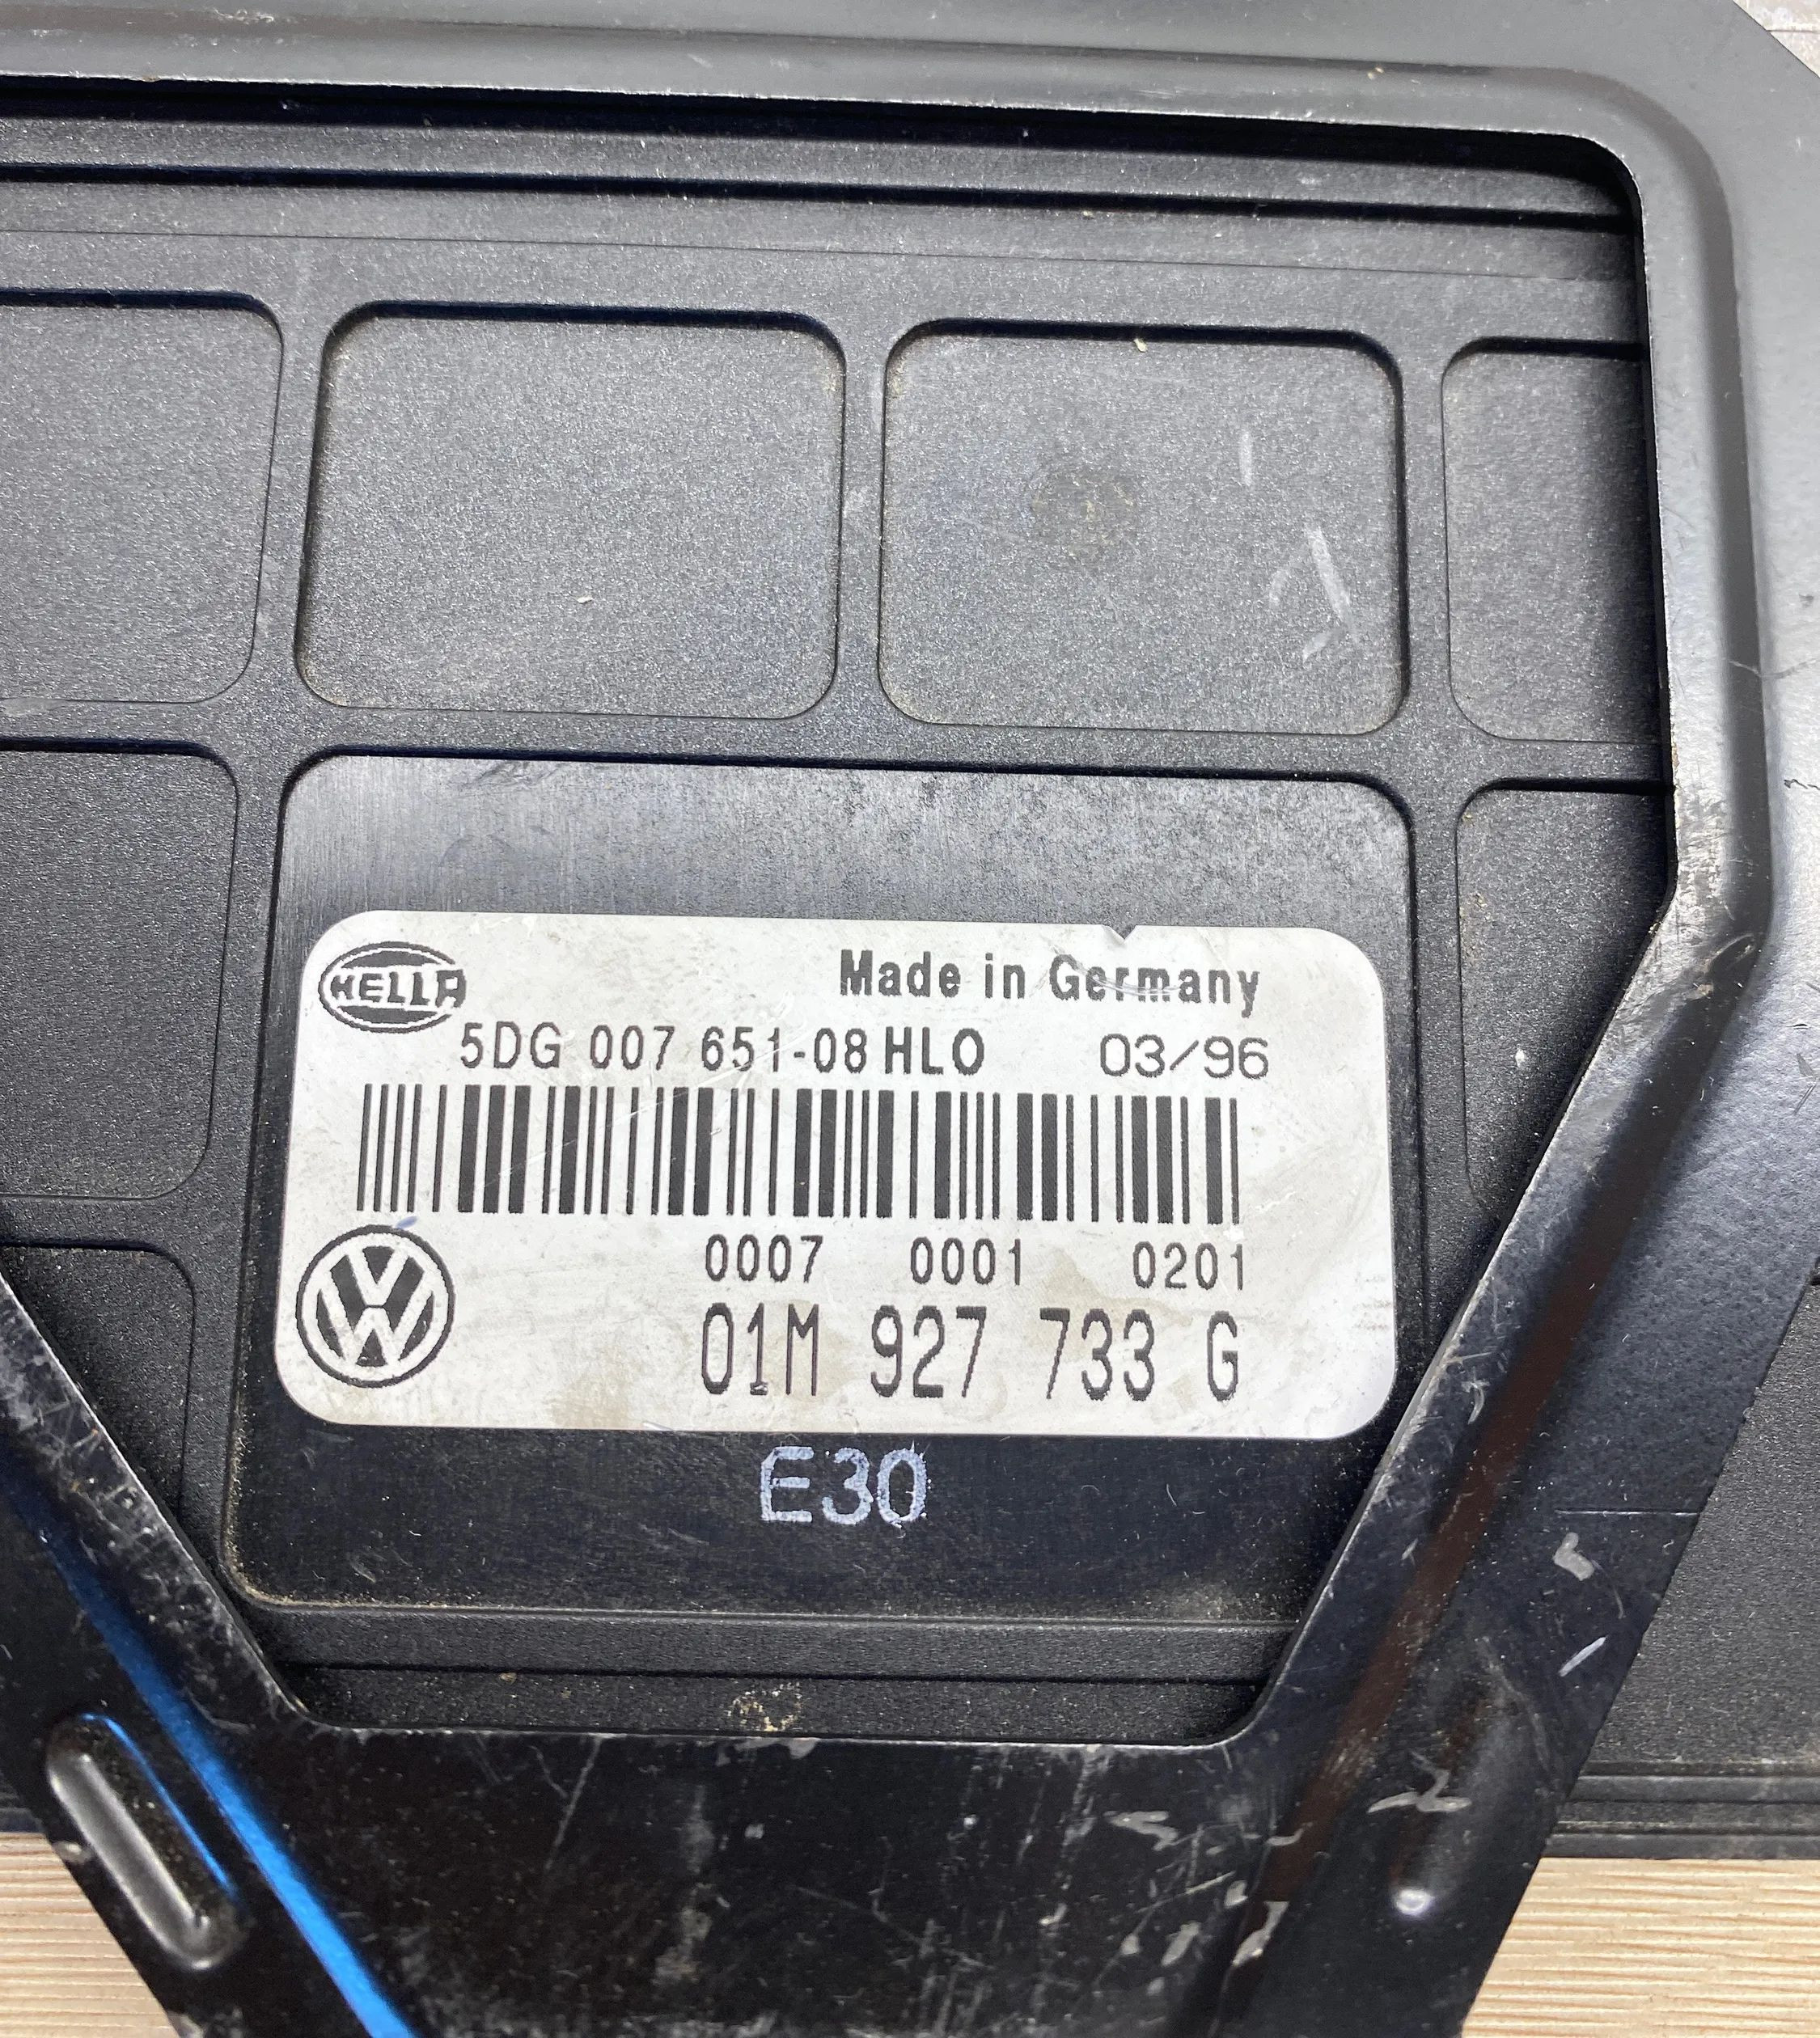 HELLA
Made in Germany
5DG 007 651-08 HLO 03/96
0007 0001 0201
01M 927 733 G
E30